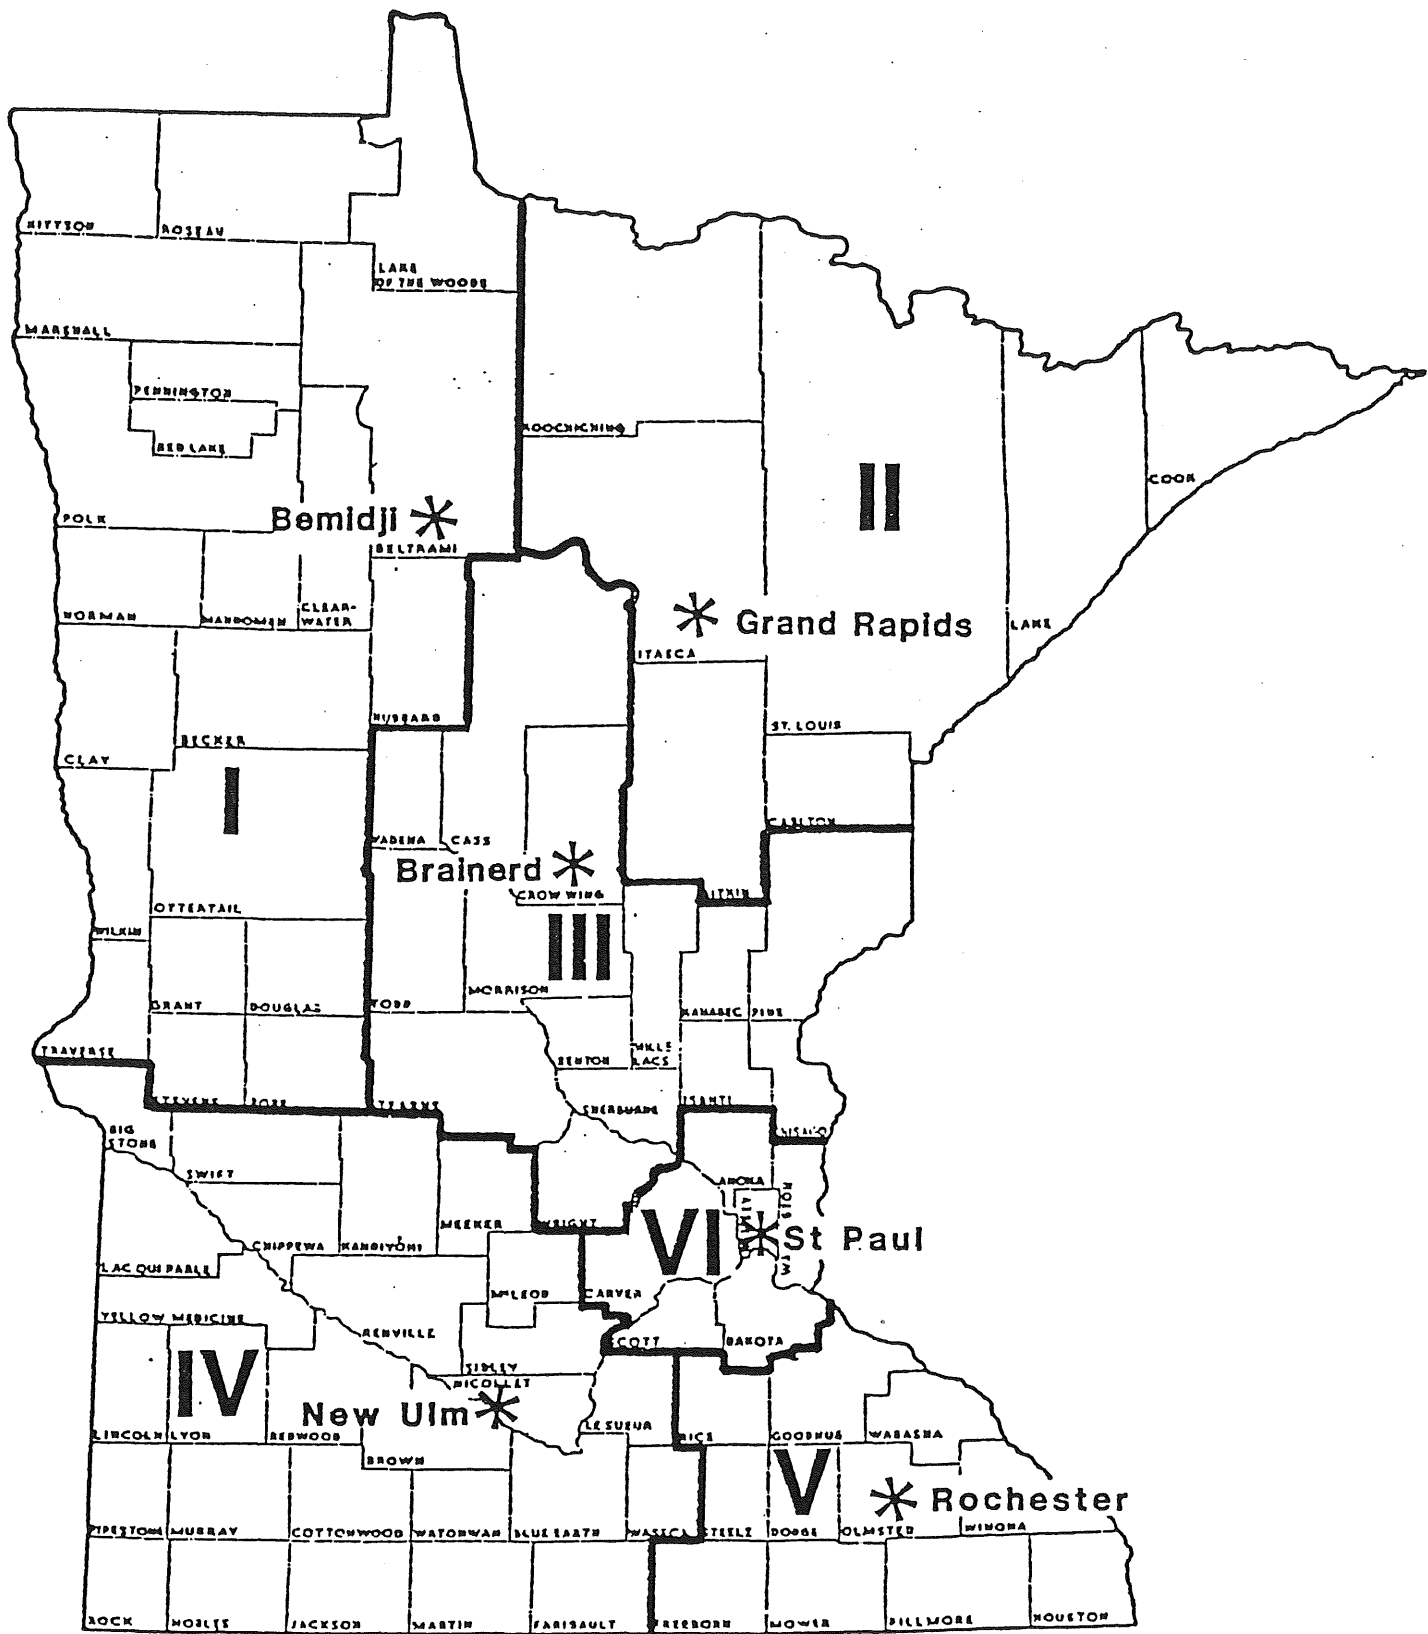 KITTSON
ROSEAU
LAKE
OF THE WOODS
MARSHALL
PENNINGTON
RED LAKE
KOOCHICHING
II
COOK
POLK
Bemidji
BELTRAMI
NORMAN
MAHNOMEN
CLEAR-
WATER
Grand Rapids
LAKE
ITASCA
HUBBARD
ST. LOUIS
BECKER
CLAY
I
CARLTON
WADENA
CASS
Brainerd
CROW WING
AITKIN
OTTERTAIL
WILKIN
III
MORRISON
GRANT
DOUGLAS
TODD
KANABEC
PINE
TRAVERSE
BENTON
MILLE
LACS
STEVENS
POPE
STEARNS
SHERBURNE
ISANTI
CHISAGO
BIG
STONE
SWIFT
ANOKA
MEEKER
WRIGHT
VI
St Paul
CHIPPEWA
KANDIYOHI
LAC QUI PARLE
McLEOD
CARVER
YELLOW MEDICINE
RENVILLE
SCOTT
DAKOTA
SIBLEY
NICOLLET
IV
New Ulm
LE SUEUR
LINCOLN
LYON
REDWOOD
RICE
GOODHUE
WABASHA
BROWN
V
Rochester
PIPESTONE
MURRAY
COTTONWOOD
WATONWAN
BLUE EARTH
WASECA
STEELE
DODGE
OLMSTED
WINONA
ROCK
NOBLES
JACKSON
MARTIN
FARIBAULT
FREEBORN
MOWER
FILLMORE
HOUSTON